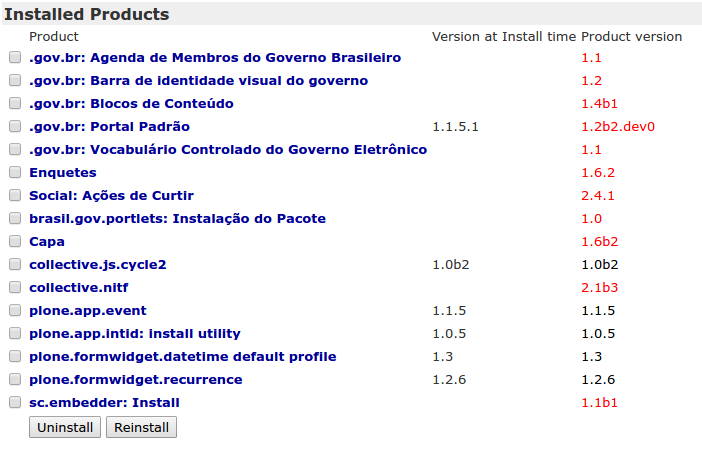 Installed Products
Product Version at Install time Product version
.gov.br: Agenda de Membros do Governo Brasileiro 1.1
.gov.br: Barra de identidade visual do governo 1.2
.gov.br: Blocos de Conteúdo 1.4b1
.gov.br: Portal Padrão 1.1.5.1 1.2b2.dev0
.gov.br: Vocabulário Controlado do Governo Eletrônico 1.1
Enquetes 1.6.2
Social: Ações de Curtir 2.4.1
brasil.gov.portlets: Instalação do Pacote 1.0
Capa 1.6b2
collective.js.cycle2 1.0b2 1.0b2
collective.nitf 2.1b3
plone.app.event 1.1.5 1.1.5
plone.app.intid: install utility 1.0.5 1.0.5
plone.formwidget.datetime default profile 1.3 1.3
plone.formwidget.recurrence 1.2.6 1.2.6
sc.embedder: Install 1.1b1
Uninstall Reinstall